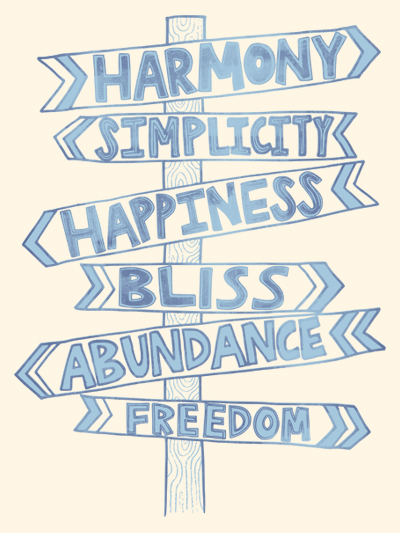 HARMONY
SIMPLICITY
HAPPINESS
BLISS
ABUNDANCE
FREEDOM